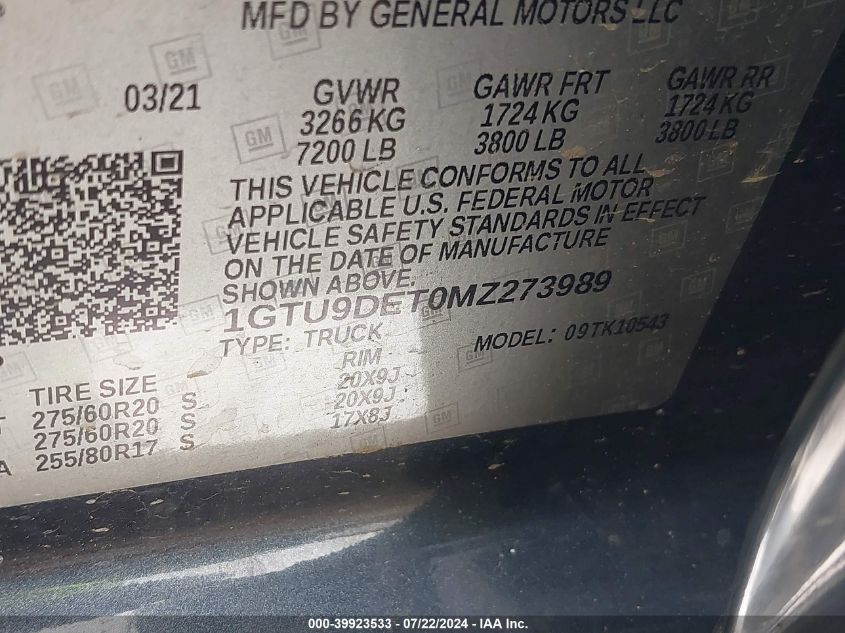 MFD BY GENERAL MOTORS LLC
03/21 GVWR GAWR FRT GAWR RR
3266 KG 1724 KG 1724 KG
7200 LB 3800 LB 3800 LB
THIS VEHICLE CONFORMS TO ALL
APPLICABLE U.S. FEDERAL MOTOR
VEHICLE SAFETY STANDARDS IN EFFECT
ON THE DATE OF MANUFACTURE
SHOWN ABOVE.
1GTU9DET0MZ273989
TYPE: TRUCK MODEL: 09TK10543
TIRE SIZE RIM
275/60R20 S 20X9J
275/60R20 S 20X9J
255/80R17 S 17X8J
GM
000-39923533 - 07/22/2024 - IAA Inc.